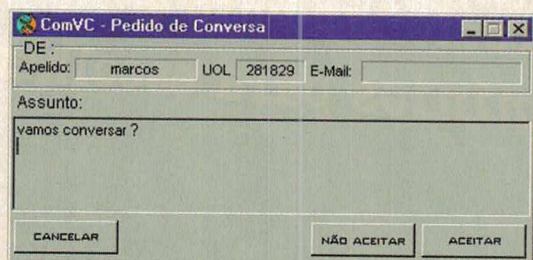 ComVC - Pedido de Conversa
DE :
Apelido: marcos UOL 281829 E-Mail:
Assunto:
vamos conversar ?
CANCELAR NÃO ACEITAR ACEITAR